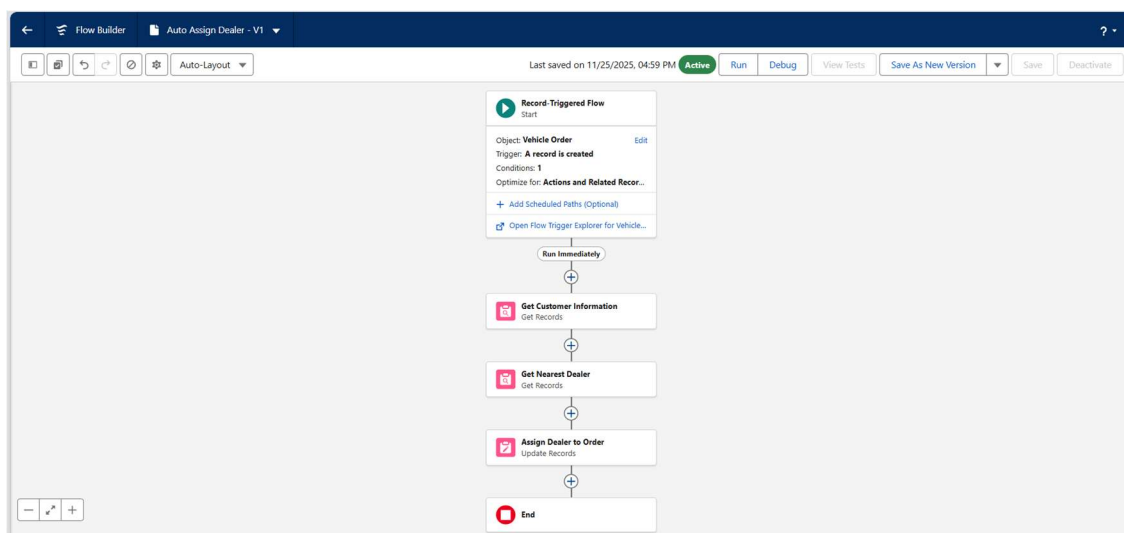 Flow Builder Auto Assign Dealer - V1 ?
Auto-Layout Last saved on 11/25/2025, 04:59 PM Active Run Debug View Tests Save As New Version Save Deactivate
Record-Triggered Flow
Start
Object: Vehicle Order Edit
Trigger: A record is created
Conditions: 1
Optimize for: Actions and Related Recor...
+ Add Scheduled Paths (Optional)
Open Flow Trigger Explorer for Vehicle...
Run Immediately
Get Customer Information
Get Records
Get Nearest Dealer
Get Records
Assign Dealer to Order
Update Records
End